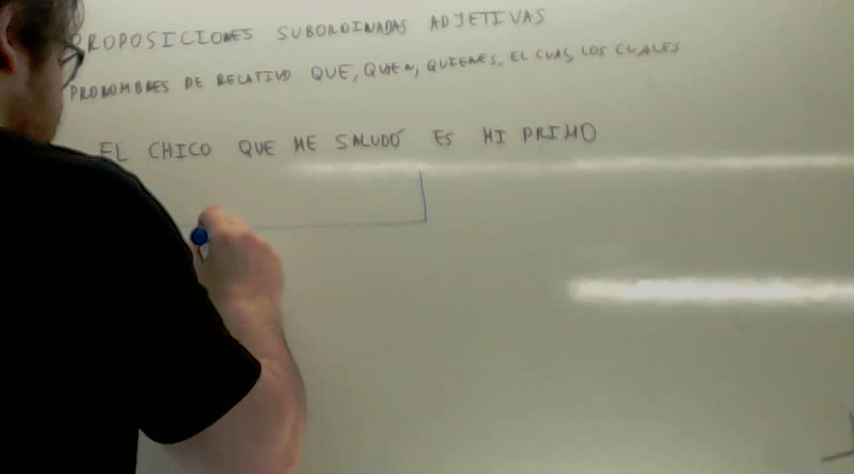 PROPOSICIONES SUBORDINADAS ADJETIVAS
PRONOMBRES DE RELATIVO QUE, QUIEN, QUIENES, EL CUAL, LOS CUALES
EL CHICO QUE ME SALUDÓ ES MI PRIMO